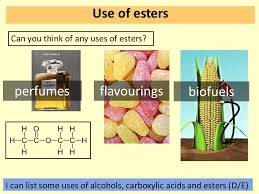 Use of esters
Can you think of any uses of esters?
perfumes
flavourings
biofuels
H O H H
H-C-C-O-C-C-H
H H H
I can list some uses of alcohols, carboxylic acids and esters (D/E)